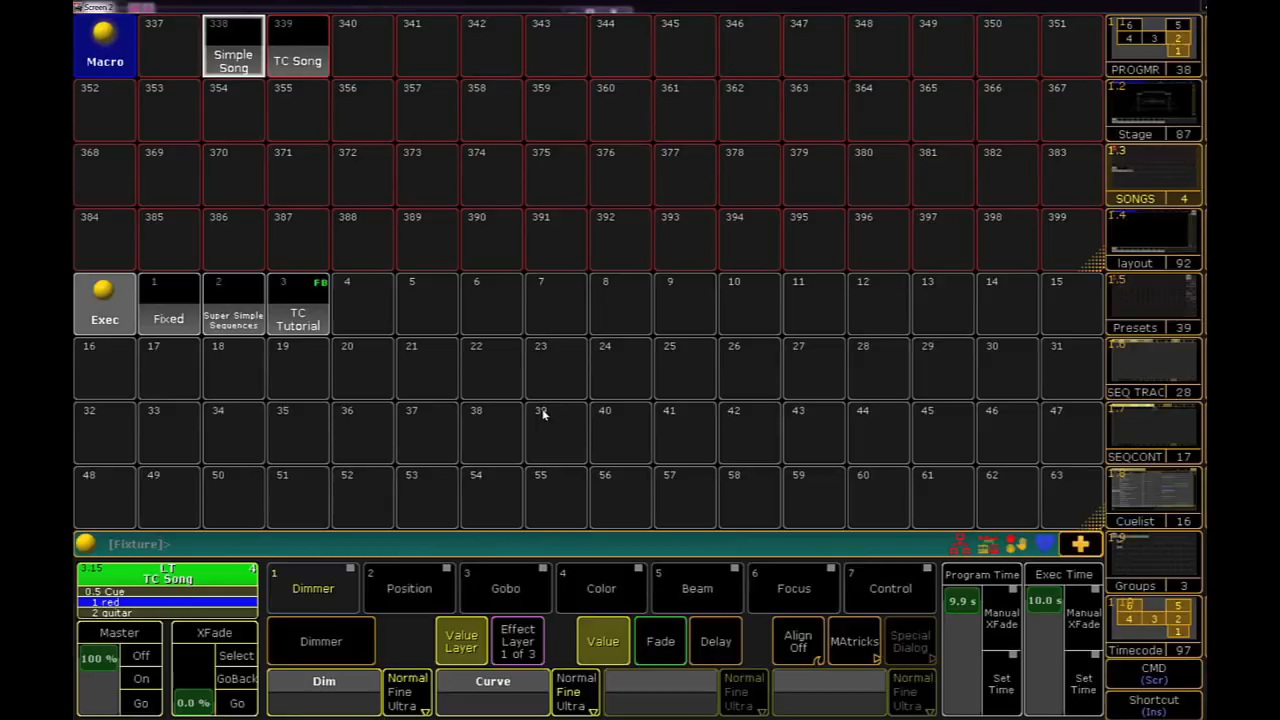 Screen 2
Macro 337 338 Simple Song 339 TC Song 340 341 342 343 344 345 346 347 348 349 350 351
352 353 354 355 356 357 358 359 360 361 362 363 364 365 366 367
368 369 370 371 372 373 374 375 376 377 378 379 380 381 382 383
384 385 386 387 388 389 390 391 392 393 394 395 396 397 398 399
Exec 1 Fixed 2 Super Simple Sequences 3 FB TC Tutorial 4 5 6 7 8 9 10 11 12 13 14 15
16 17 18 19 20 21 22 23 24 25 26 27 28 29 30 31
32 33 34 35 36 37 38 39 40 41 42 43 44 45 46 47
48 49 50 51 52 53 54 55 56 57 58 59 60 61 62 63
6 5
4 3 2
1
PROGMR 38
1.2
Stage 87
1.3
SONGS 4
1.4
layout 92
1.5
Presets 39
1.6
SEQ TRAC 28
1.7
SEQCONT 17
1.8
Cuelist 16
1.9
Groups 3
6 5
4 3 2
1
Timecode 97
CMD
(Scr)
Shortcut
(Ins)
[Fixture]>
3.15 LT 4
TC Song
0.5 Cue
1 red
2 guitar
Master XFade
100 % Off Select
On GoBack
Go 0.0 % Go
1 Dimmer 2 Position 3 Gobo 4 Color 5 Beam 6 Focus 7 Control
Dimmer Value Layer Effect Layer 1 of 3 Value Fade Delay Align Off MAtricks Special Dialog
Dim Normal Fine Ultra Curve Normal Fine Ultra Normal Fine Ultra Normal Fine Ultra
Program Time Exec Time
9.9 s Manual XFade 10.0 s Manual XFade
Set Time Set Time